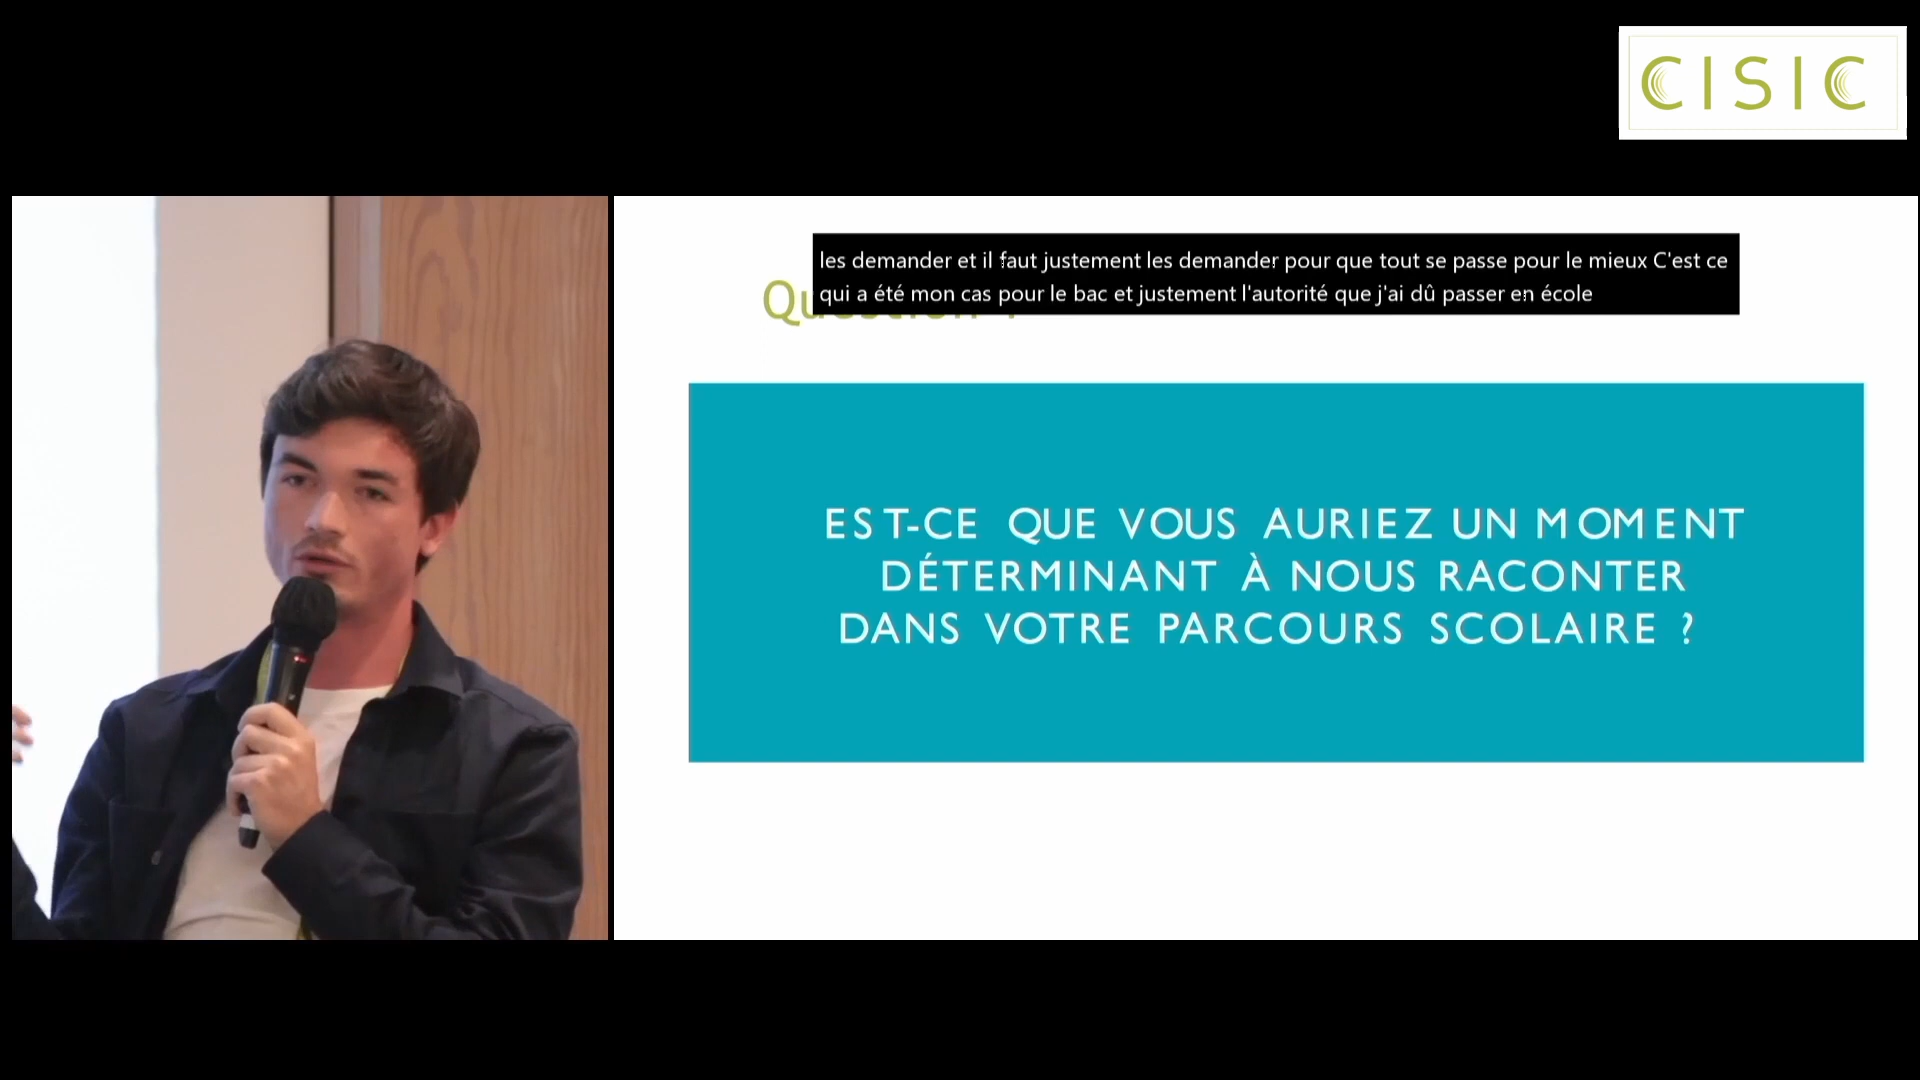 CISIC
les demander et il faut justement les demander pour que tout se passe pour le mieux C'est ce
qui a été mon cas pour le bac et justement l'autorité que j'ai dû passer en école
EST-CE QUE VOUS AURIEZ UN MOMENT
DÉTERMINANT À NOUS RACONTER
DANS VOTRE PARCOURS SCOLAIRE ?